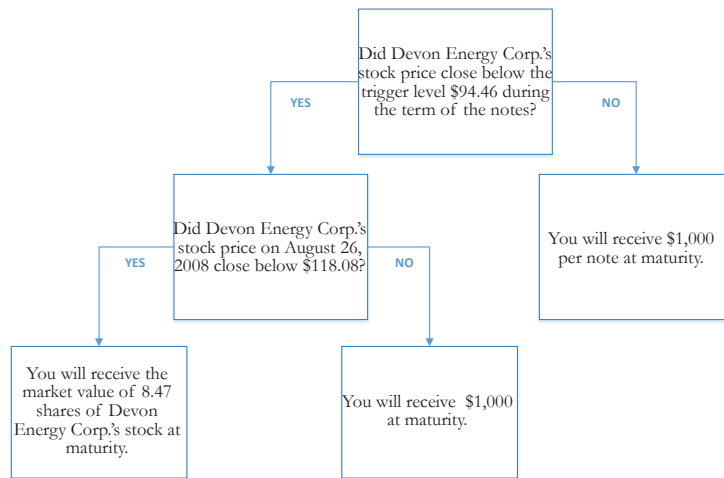 Did Devon Energy Corp.'s
stock price close below the
trigger level $94.46 during
the term of the notes?
YES
NO
Did Devon Energy Corp.'s
stock price on August 26,
2008 close below $118.08?
You will receive $1,000
per note at maturity.
YES
NO
You will receive the
market value of 8.47
shares of Devon
Energy Corp.'s stock at
maturity.
You will receive $1,000
at maturity.